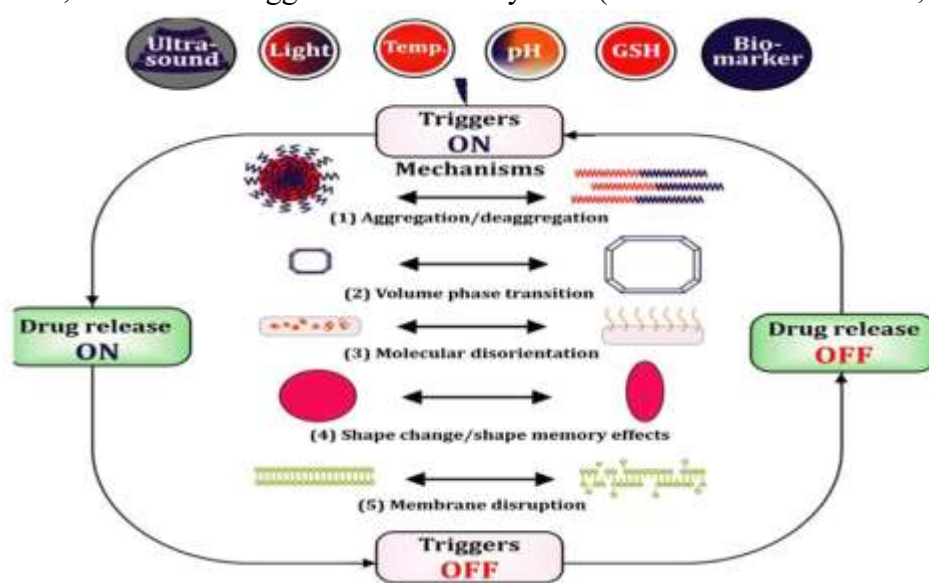 Ultra-
sound
Light
Temp.
pH
GSH
Bio-
marker
Triggers
ON
Mechanisms
(1) Aggregation/deaggregation
(2) Volume phase transition
Drug release
ON
(3) Molecular disorientation
Drug release
OFF
(4) Shape change/shape memory effects
(5) Membrane disruption
Triggers
OFF